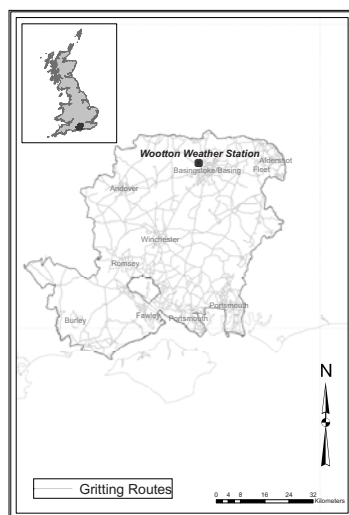 Wootton Weather Station
Aldershot
Basingstoke/Basing
Fleet
Andover
Winchester
Romsey
Portsmouth
Burley
Fawley
Portsmouth
N
Gritting Routes
0 4 8 16 24 32
Kilometers